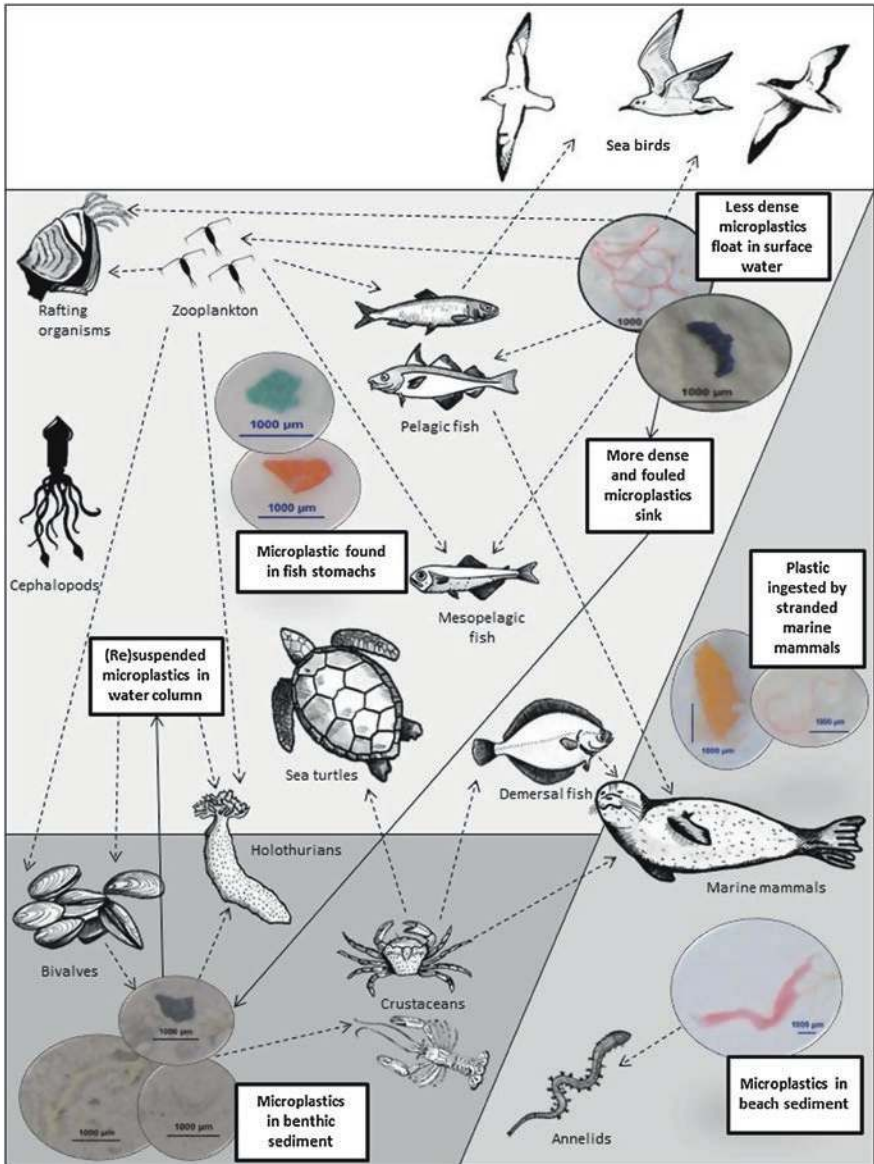 Sea birds
Less dense
microplastics
float in surface
water
Rafting
organisms
Zooplankton
1000
1000 µm
1000 µm
Pelagic fish
More dense
and fouled
microplastics
sink
1000 µm
Microplastic found
in fish stomachs
Cephalopods
Mesopelagic
fish
Plastic
ingested by
stranded
marine
mammals
(Re)suspended
microplastics in
water column
1000 µm
1000 µm
Sea turtles
Demersal fish
Holothurians
Marine mammals
Bivalves
Crustaceans
1000 µm
1000 µm
1000 µm
1000 µm
Microplastics
in benthic
sediment
Annelids
Microplastics in
beach sediment